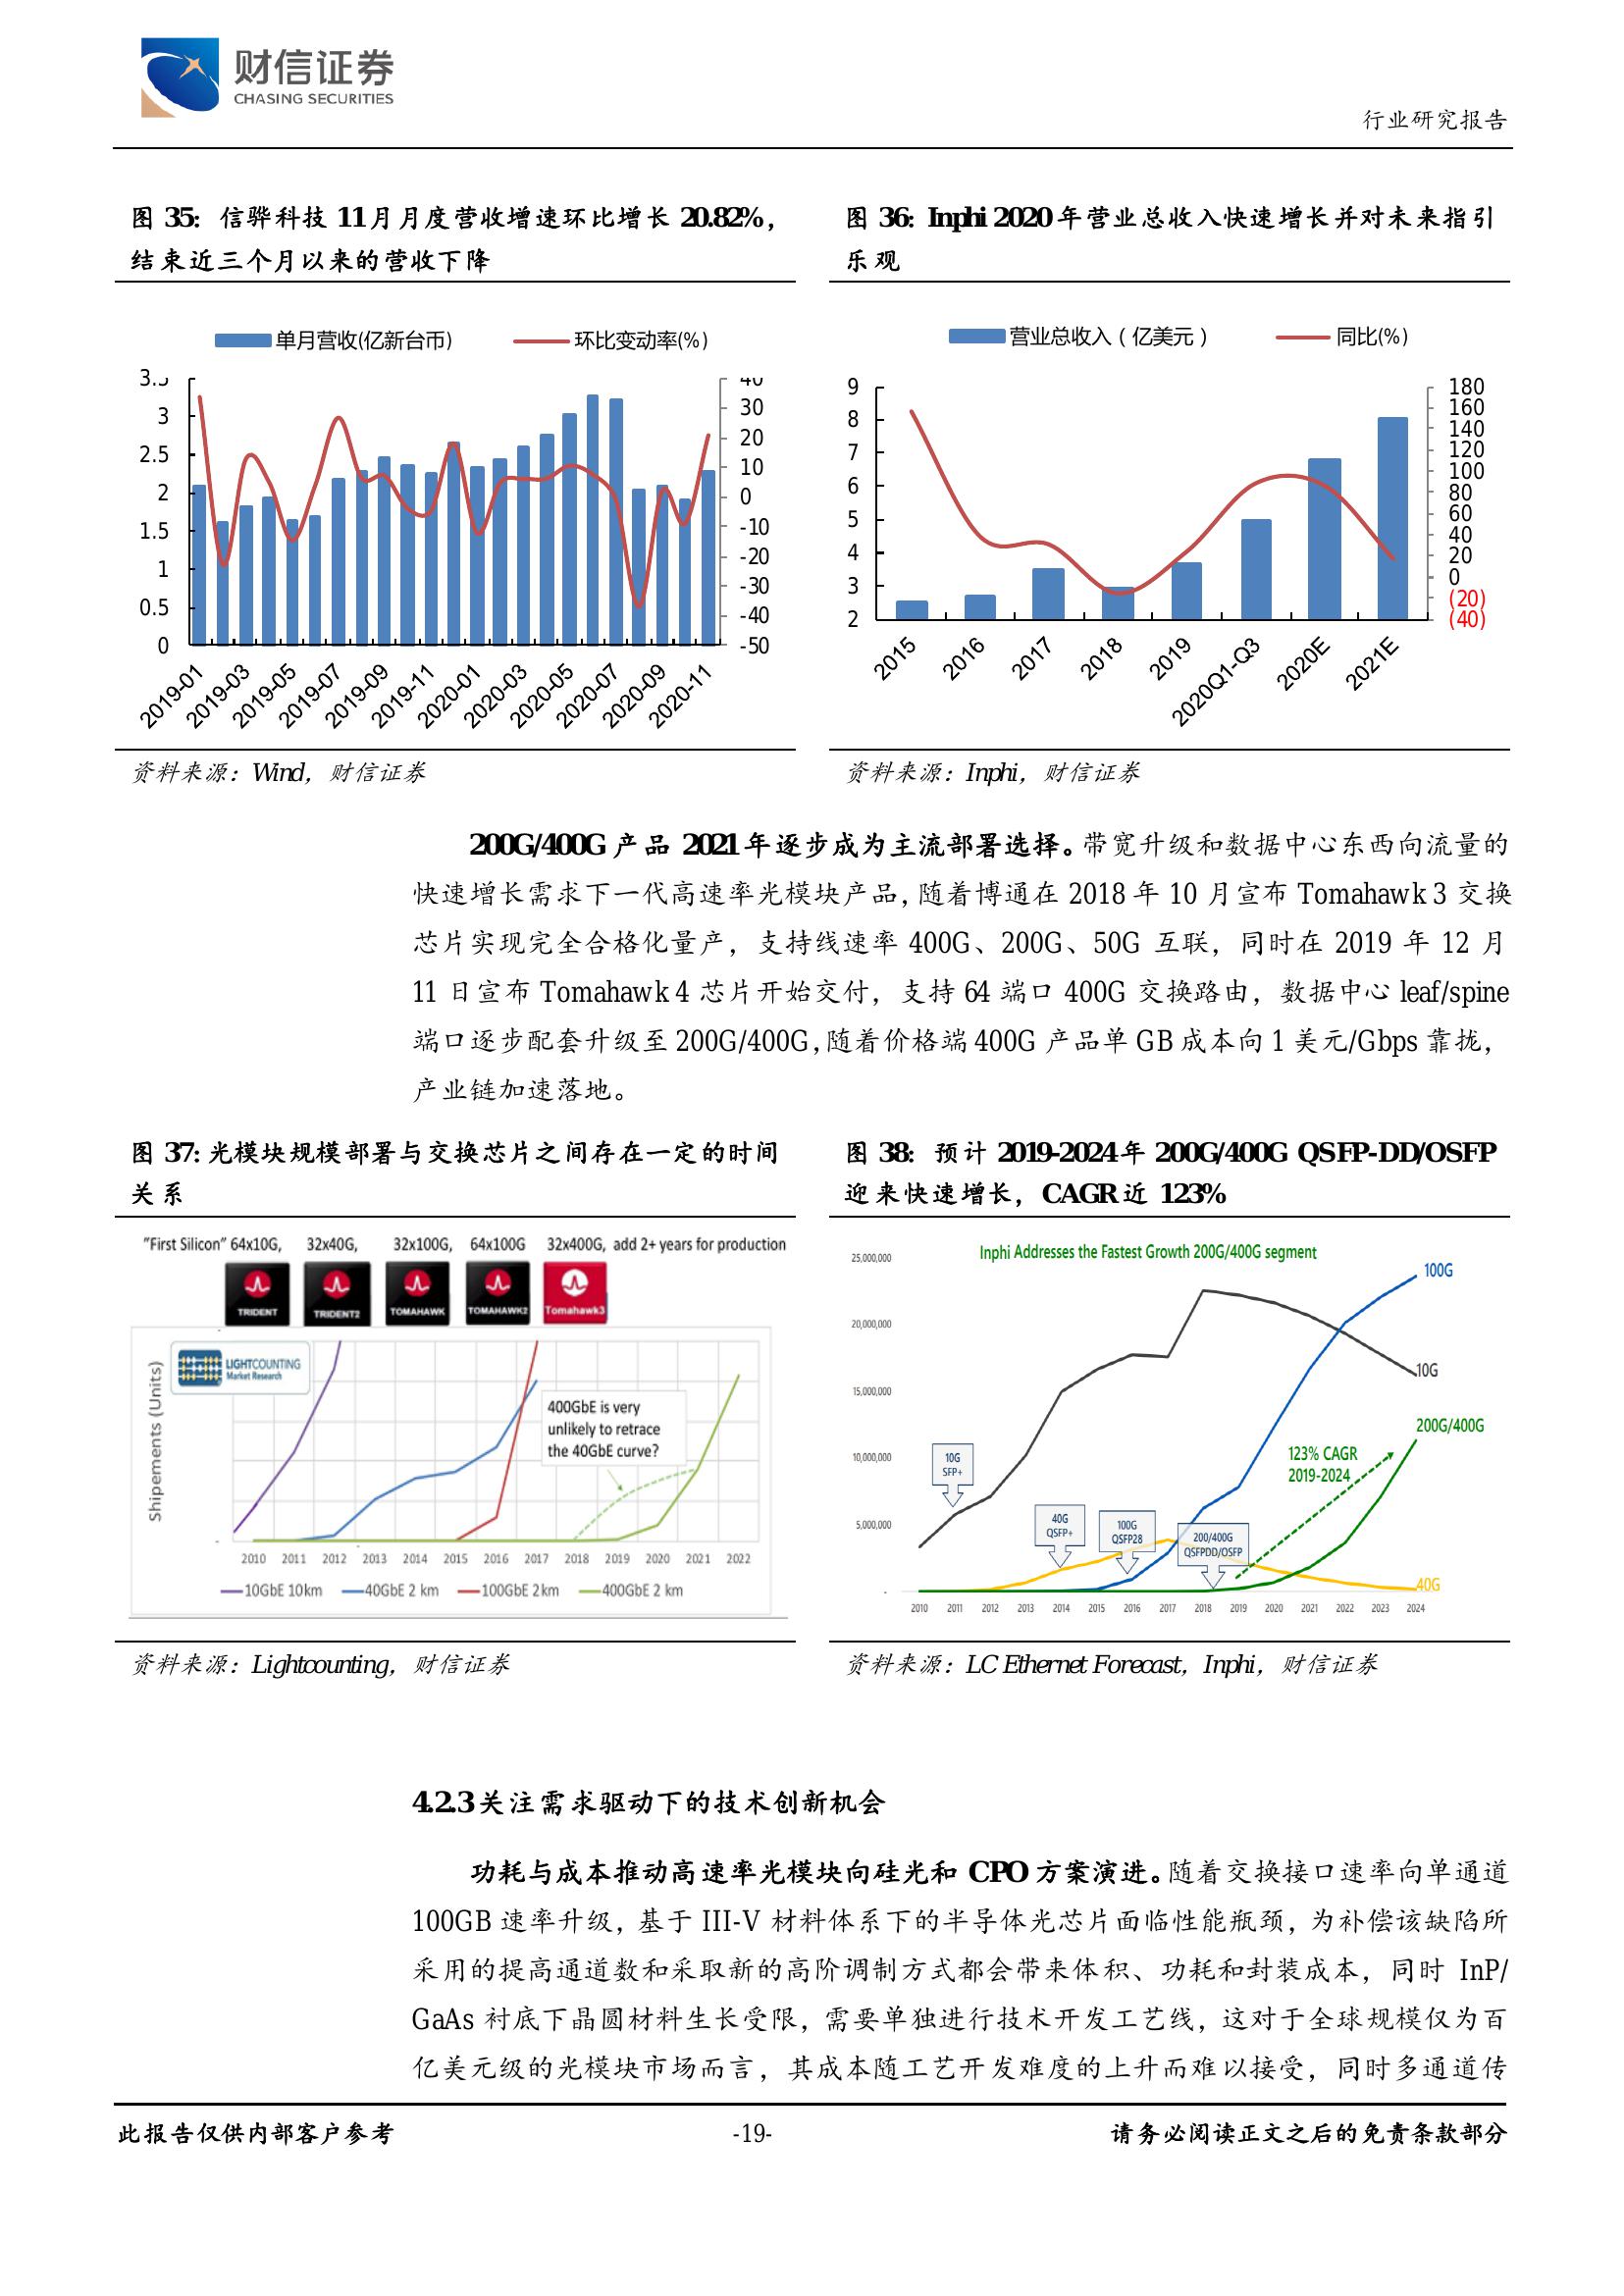 财信证券
CHASING SECURITIES
行业研究报告
图 35：信骅科技 11 月月度营收增速环比增长 20.82%，
结束近三个月以来的营收下降
单月营收(亿新台币)
环比变动率(%)
3.5
3
2.5
2
1.5
1
0.5
0
40
30
20
10
0
-10
-20
-30
-40
-50
2019-01
2019-03
2019-05
2019-07
2019-09
2019-11
2020-01
2020-03
2020-05
2020-07
2020-09
2020-11
资料来源：Wind，财信证券
图 36：Inphi 2020 年营业总收入快速增长并对未来指引
乐观
营业总收入（亿美元）
同比(%)
9
8
7
6
5
4
3
2
180
160
140
120
100
80
60
40
20
0
(20)
(40)
2015
2016
2017
2018
2019
2020Q1-Q3
2020E
2021E
资料来源：Inphi，财信证券
200G/400G 产品 2021 年逐步成为主流部署选择。带宽升级和数据中心东西向流量的
快速增长需求下一代高速率光模块产品，随着博通在 2018 年 10 月宣布 Tomahawk 3 交换
芯片实现完全合格化量产，支持线速率 400G、200G、50G 互联，同时在 2019 年 12 月
11 日宣布 Tomahawk 4 芯片开始交付，支持 64 端口 400G 交换路由，数据中心 leaf/spine
端口逐步配套升级至 200G/400G，随着价格端 400G 产品单 GB 成本向 1 美元/Gbps 靠拢，
产业链加速落地。
图 37：光模块规模部署与交换芯片之间存在一定的时间
关系
"First Silicon" 64x10G, 32x40G, 32x100G, 64x100G 32x400G, add 2+ years for production
TRIDENT
TRIDENT2
TOMAHAWK
TOMAHAWK2
Tomahawk3
LIGHTCOUNTING
Market Research
Shipements (Units)
400GbE is very
unlikely to retrace
the 40GbE curve?
-
2010 2011 2012 2013 2014 2015 2016 2017 2018 2019 2020 2021 2022
10GbE 10km 40GbE 2 km 100GbE 2km 400GbE 2 km
资料来源：Lightcounting，财信证券
图 38：预计 2019-2024 年 200G/400G QSFP-DD/OSFP
迎来快速增长，CAGR 近 123%
Inphi Addresses the Fastest Growth 200G/400G segment
25,000,000
20,000,000
15,000,000
10,000,000
5,000,000
-
100G
10G
200G/400G
40G
123% CAGR
2019-2024
10G
SFP+
40G
QSFP+
100G
QSFP28
200/400G
QSFPDD/OSFP
2010 2011 2012 2013 2014 2015 2016 2017 2018 2019 2020 2021 2022 2023 2024
资料来源：LC Ethernet Forecast，Inphi，财信证券
4.2.3 关注需求驱动下的技术创新机会
功耗与成本推动高速率光模块向硅光和 CPO 方案演进。随着交换接口速率向单通道
100GB 速率升级，基于 III-V 材料体系下的半导体光芯片面临性能瓶颈，为补偿该缺陷所
采用的提高通道数和采取新的高阶调制方式都会带来体积、功耗和封装成本，同时 InP/
GaAs 衬底下晶圆材料生长受限，需要单独进行技术开发工艺线，这对于全球规模仅为百
亿美元级的光模块市场而言，其成本随工艺开发难度的上升而难以接受，同时多通道传
此报告仅供内部客户参考
-19-
请务必阅读正文之后的免责条款部分